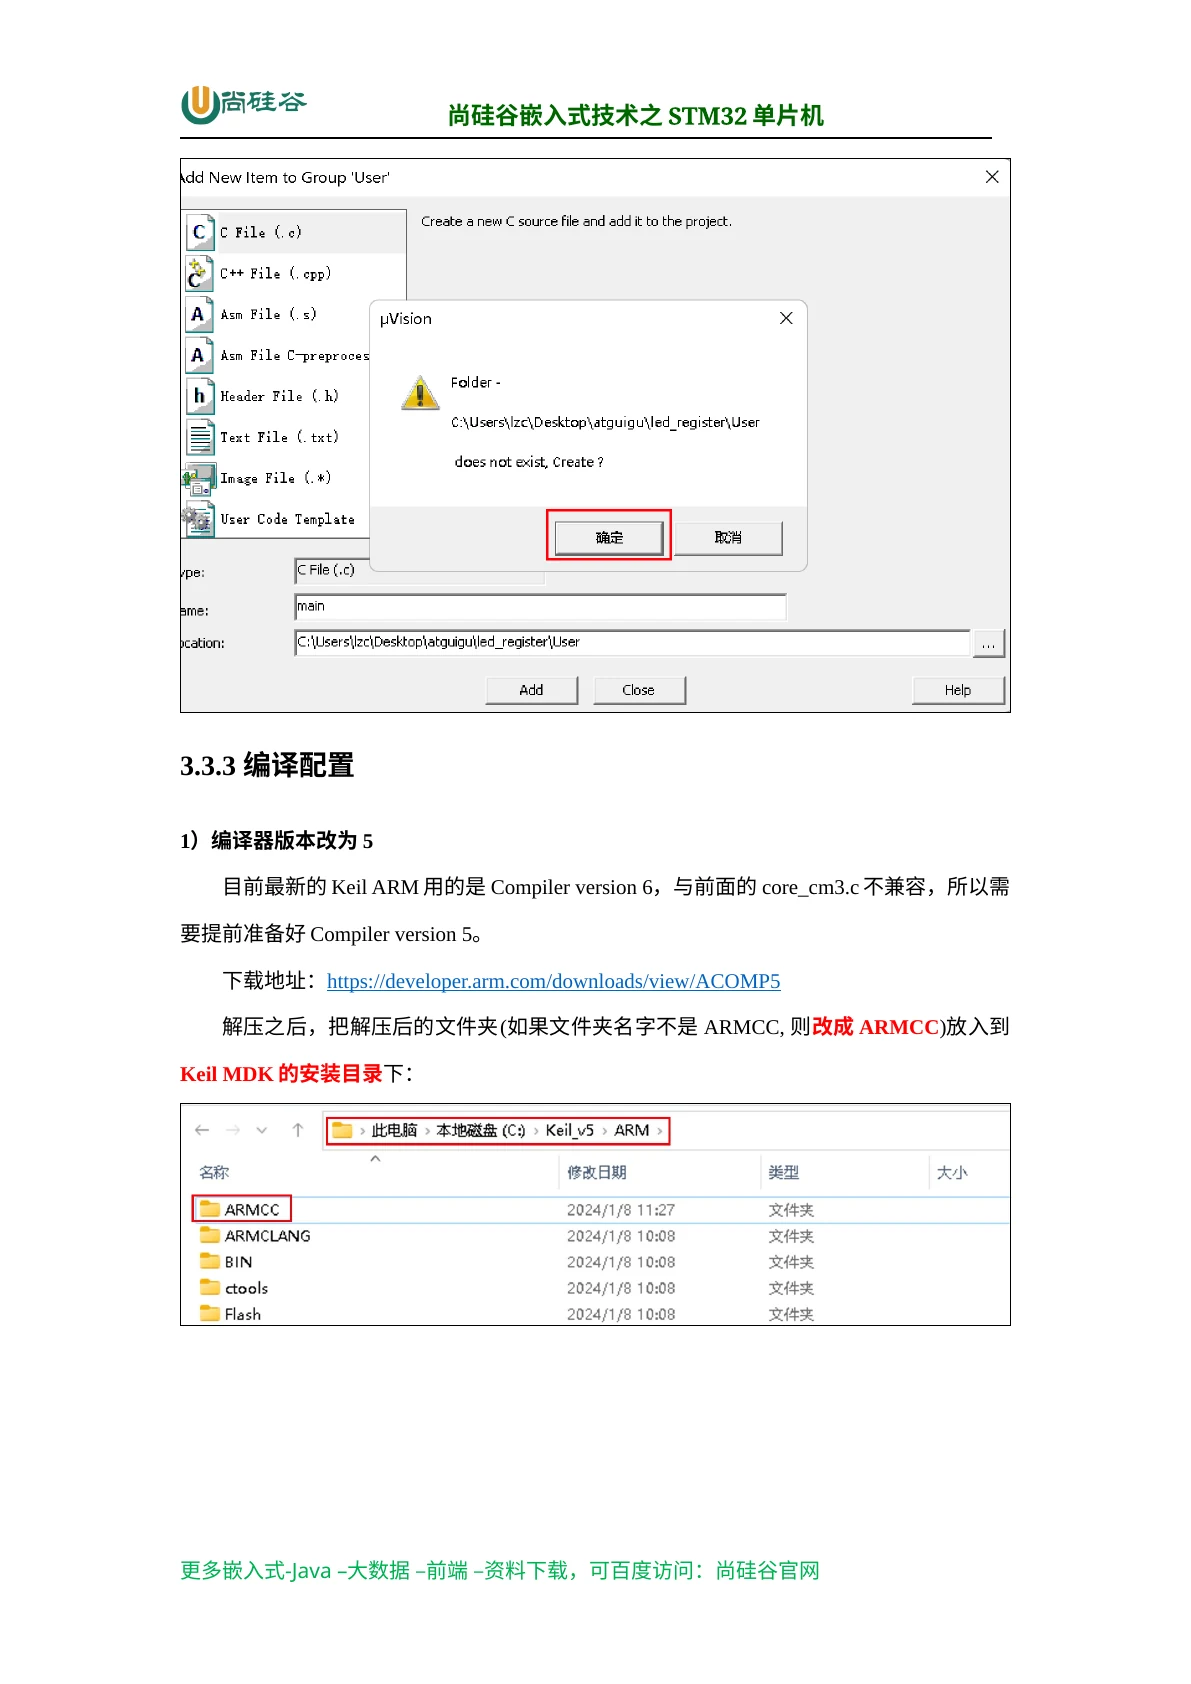 尚硅谷
尚硅谷嵌入式技术之 STM32 单片机
Add New Item to Group 'User'
Create a new C source file and add it to the project.
C File (.c)
C++ File (.cpp)
Asm File (.s)
Asm File C-preproces
Header File (.h)
Text File (.txt)
Image File (.*)
User Code Template
µVision
Folder -
C:\Users\lzc\Desktop\atguigu\led_register\User
does not exist, Create ?
确定 取消
ype: C File (.c)
ame: main
ocation: C:\Users\lzc\Desktop\atguigu\led_register\User ...
Add Close Help
3.3.3 编译配置
1）编译器版本改为 5
目前最新的 Keil ARM 用的是 Compiler version 6，与前面的 core_cm3.c 不兼容，所以需
要提前准备好 Compiler version 5。
下载地址：https://developer.arm.com/downloads/view/ACOMP5
解压之后，把解压后的文件夹(如果文件夹名字不是 ARMCC, 则改成 ARMCC)放入到
Keil MDK 的安装目录下：
此电脑 › 本地磁盘 (C:) › Keil_v5 › ARM ›
名称 修改日期 类型 大小
ARMCC 2024/1/8 11:27 文件夹
ARMCLANG 2024/1/8 10:08 文件夹
BIN 2024/1/8 10:08 文件夹
ctools 2024/1/8 10:08 文件夹
Flash 2024/1/8 10:08 文件夹
更多嵌入式-Java –大数据 –前端 –资料下载，可百度访问：尚硅谷官网